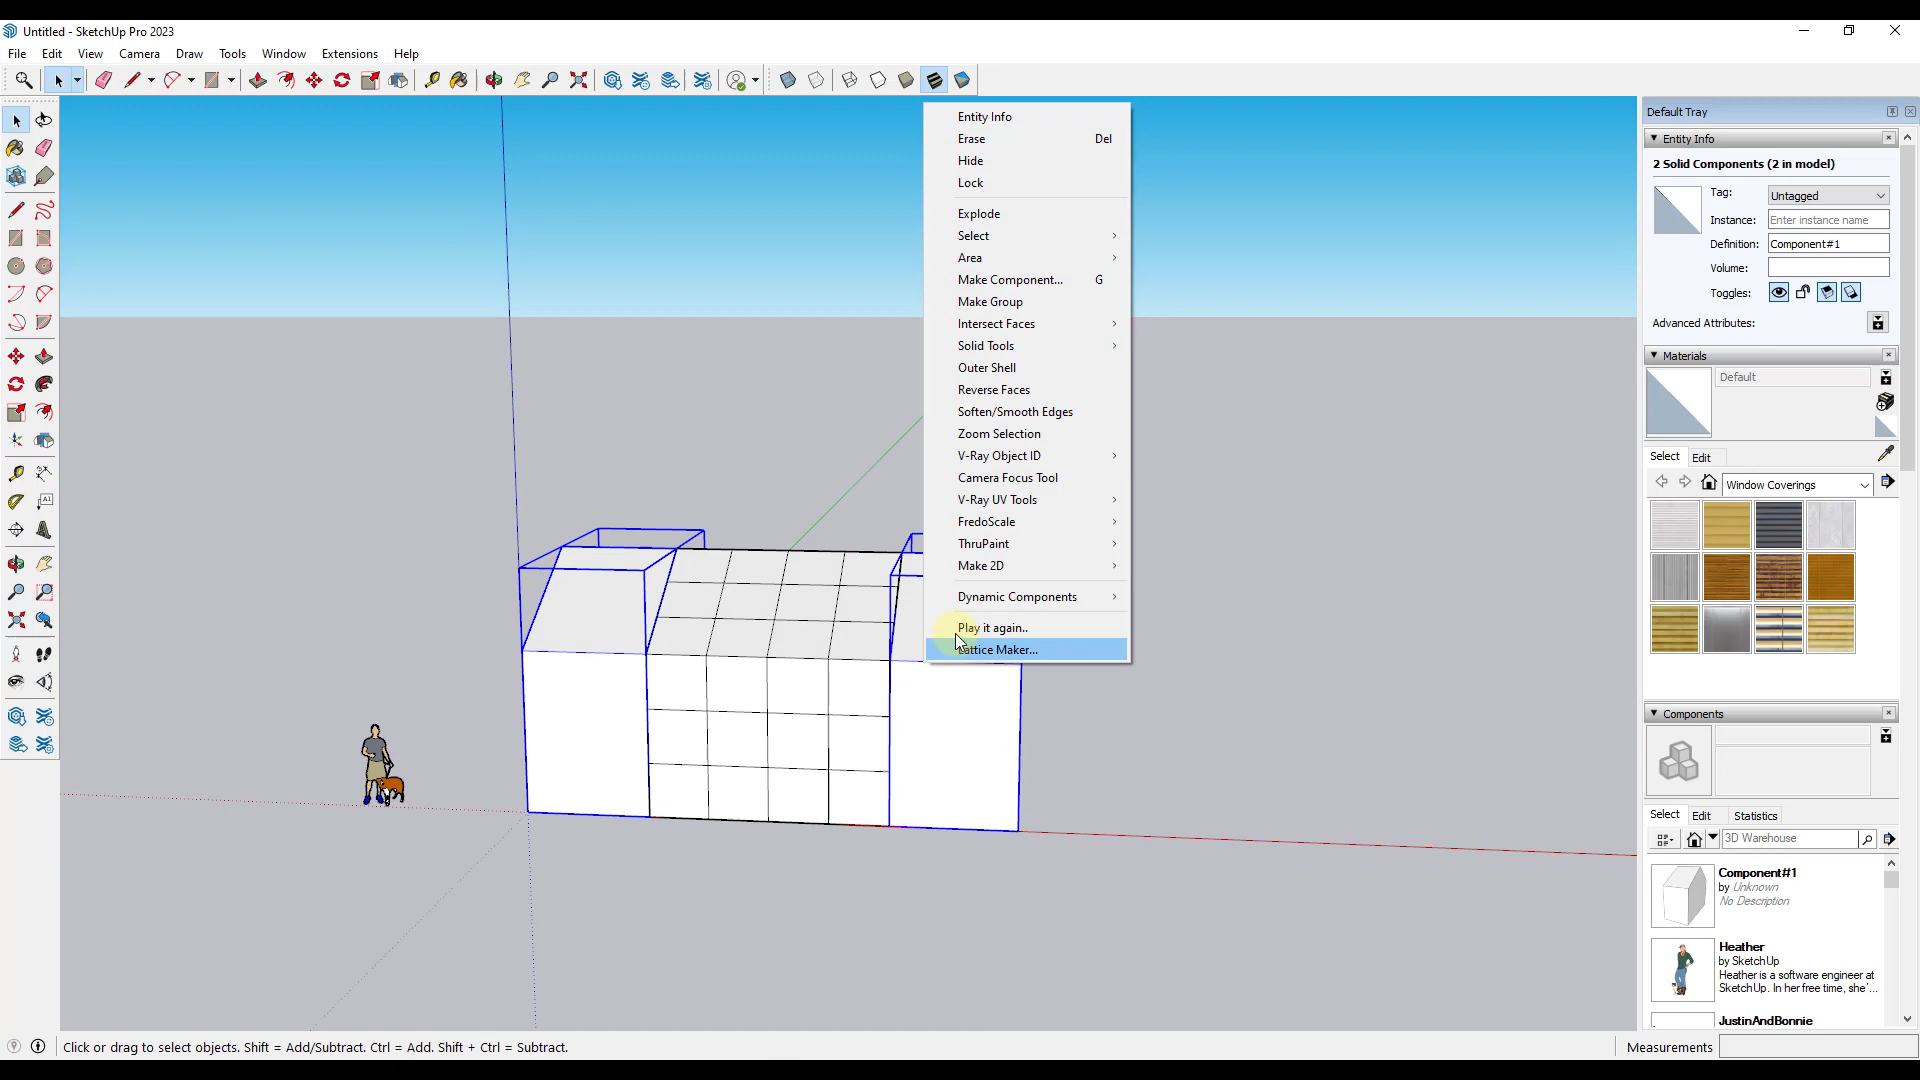 Untitled - SketchUp Pro 2023
File Edit View Camera Draw Tools Window Extensions Help
Entity Info
Erase Del
Hide
Lock
Explode
Select
Area
Make Component... G
Make Group
Intersect Faces
Solid Tools
Outer Shell
Reverse Faces
Soften/Smooth Edges
Zoom Selection
V-Ray Object ID
Camera Focus Tool
V-Ray UV Tools
FredoScale
ThruPaint
Make 2D
Dynamic Components
Play it again..
Lattice Maker...
Default Tray
Entity Info
2 Solid Components (2 in model)
Tag: Untagged
Instance: Enter instance name
Definition: Component#1
Volume:
Toggles:
Advanced Attributes:
Materials
Default
Select Edit
Window Coverings
Components
Select Edit Statistics
3D Warehouse
Component#1
by Unknown
No Description
Heather
by SketchUp
Heather is a software engineer at
SketchUp. In her free time, she'...
JustinAndBonnie
Click or drag to select objects. Shift = Add/Subtract. Ctrl = Add. Shift + Ctrl = Subtract.
Measurements